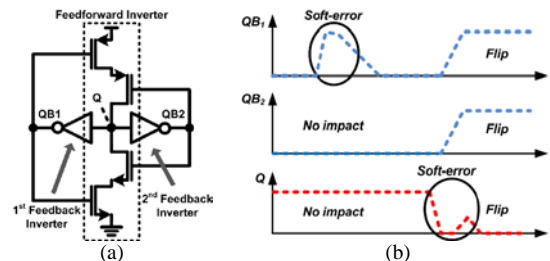 Feedforward Inverter
Q
QB1
QB2
1st Feedback
Inverter
2nd Feedback
Inverter
(a)
QB1
Soft-error
Flip
QB2
No impact
Flip
Q
Soft-error
No impact
Flip
(b)